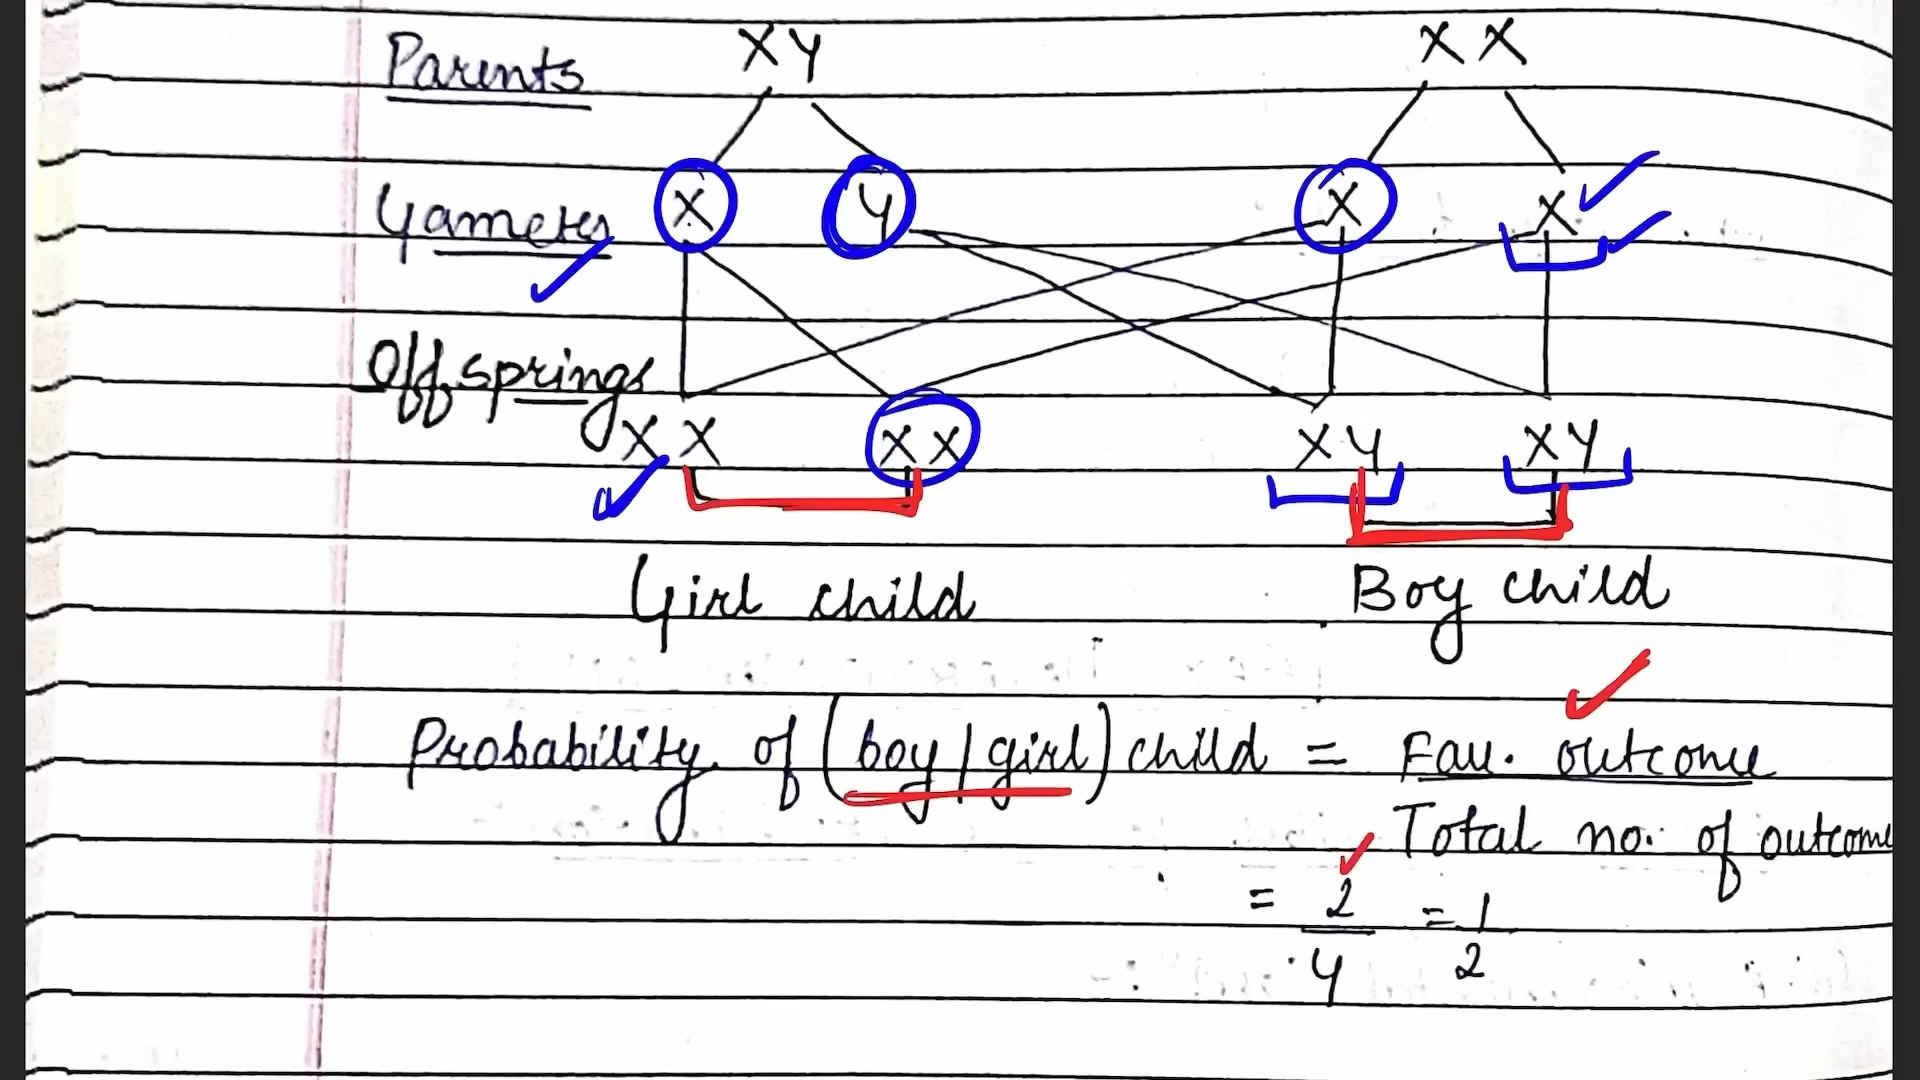 Parents XY XX
Gametes X Y X X
Offsprings
XX XX XY XY
Girl child Boy child
Probability of (boy/girl) child = Fav. outcome
Total no. of outcome
= 2/4 = 1/2